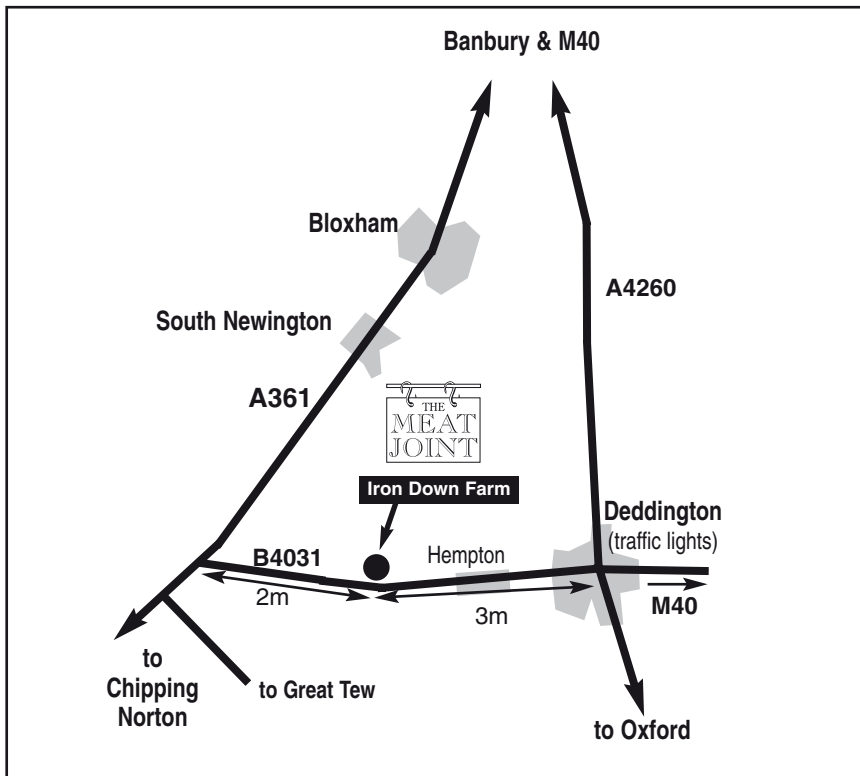 Banbury & M40
Bloxham
A4260
South Newington
A361
THE
MEAT
JOINT
Iron Down Farm
Deddington
(traffic lights)
Hempton
B4031
2m
3m
M40
to
Chipping
Norton
to Great Tew
to Oxford